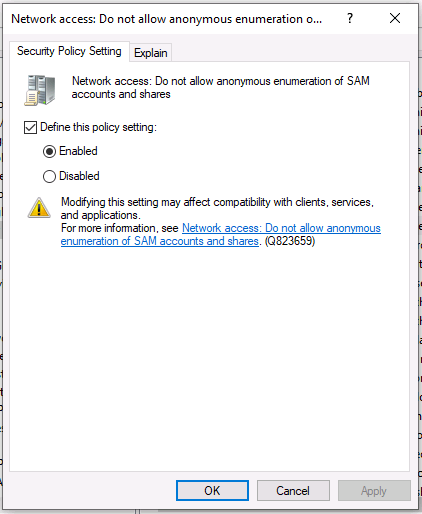 Network access: Do not allow anonymous enumeration o...
?
Security Policy Setting
Explain
Network access: Do not allow anonymous enumeration of SAM
accounts and shares
Define this policy setting:
Enabled
Disabled
Modifying this setting may affect compatibility with clients, services,
and applications.
For more information, see Network access: Do not allow anonymous
enumeration of SAM accounts and shares. (Q823659)
OK
Cancel
Apply